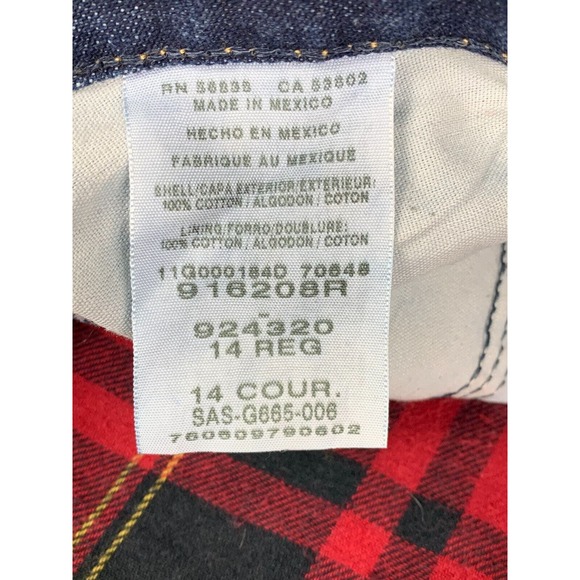 RN 56835 CA 53602
MADE IN MEXICO
HECHO EN MEXICO
FABRIQUE AU MEXIQUE
SHELL/CAPA EXTERIOR/EXTERIEUR:
100% COTTON / ALGODON / COTON
LINING/FORRO/DOUBLURE:
100% COTTON / ALGODON / COTON
11G000184D 70648
916208R
-
924320
14 REG
14 COUR.
SAS-G665-006
760609790602